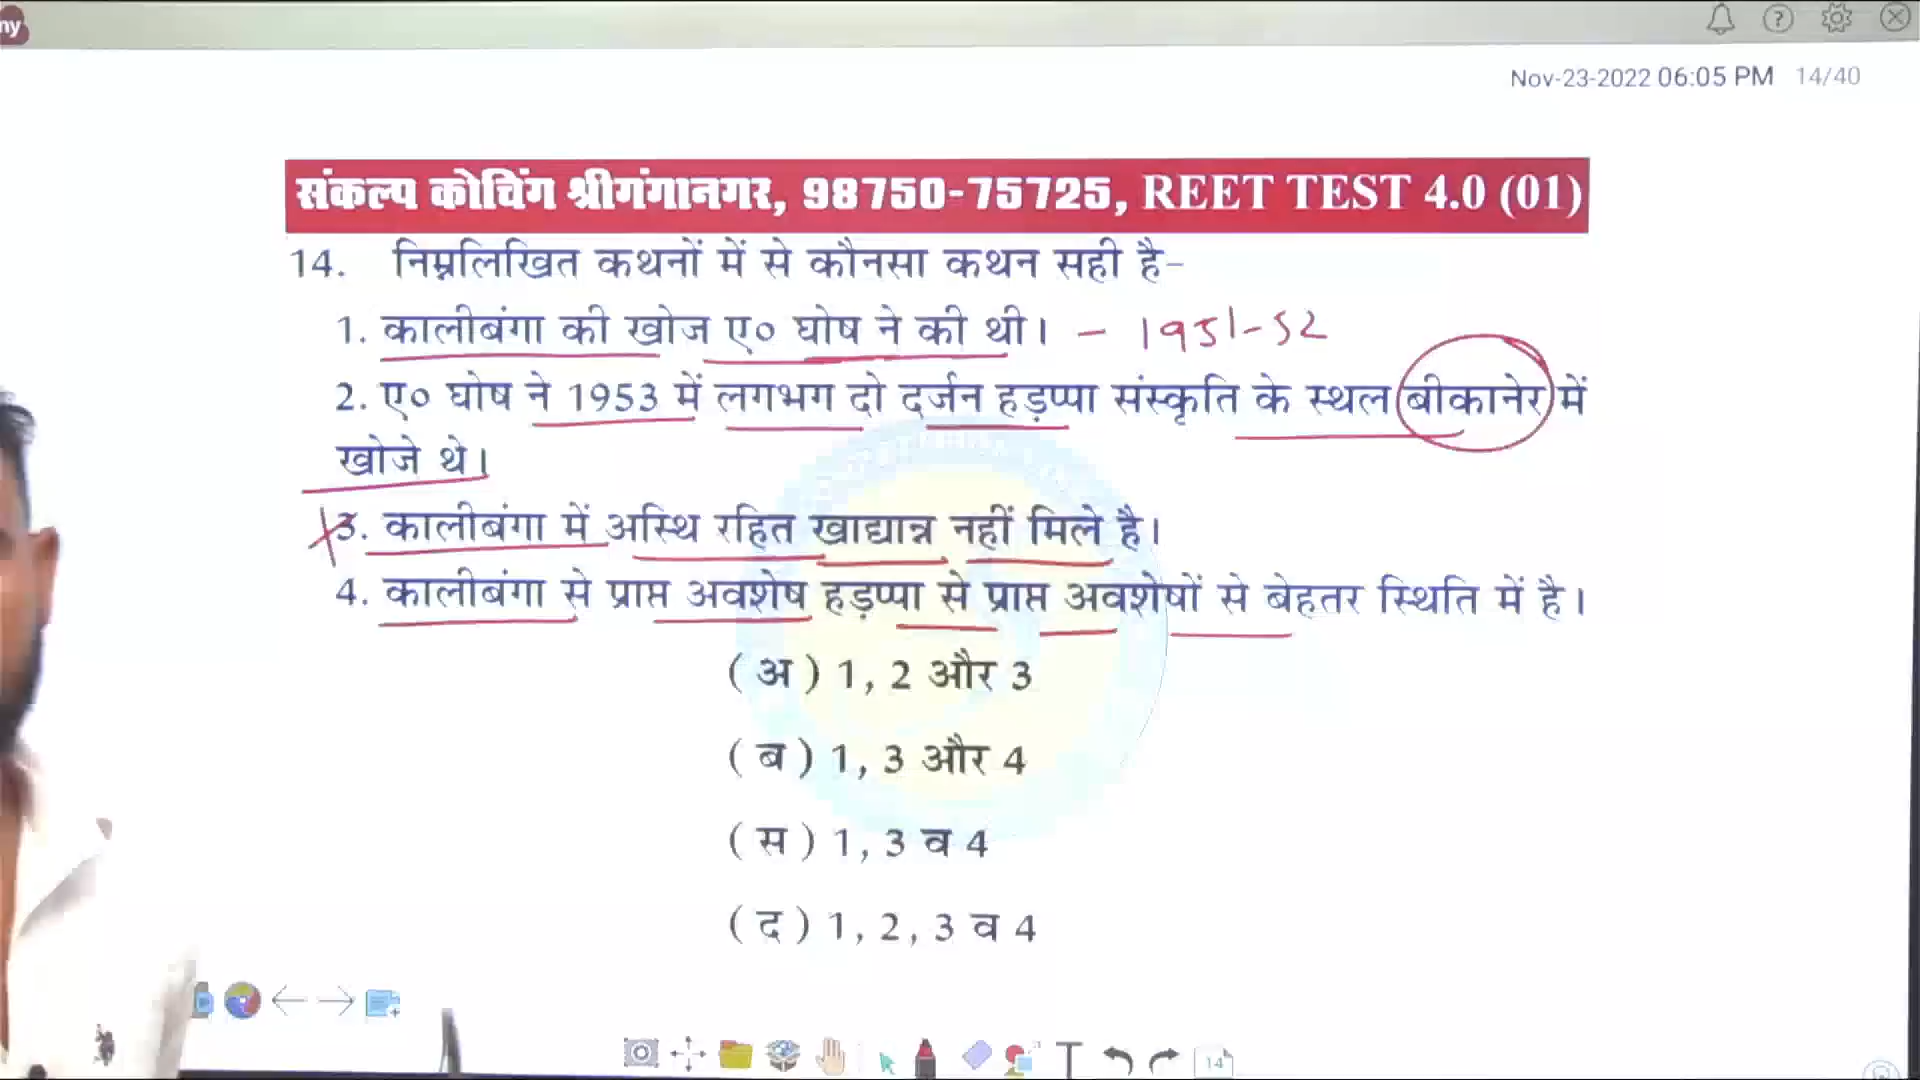 ny
Nov-23-2022 06:05 PM 14/40
संकल्प कोचिंग श्रीगंगानगर, 98750-75725, REET TEST 4.0 (01)
14. निम्नलिखित कथनों में से कौनसा कथन सही है-
1. कालीबंगा की खोज ए० घोष ने की थी। - 1951-52
2. ए० घोष ने 1953 में लगभग दो दर्जन हड़प्पा संस्कृति के स्थल बीकानेर में
खोजे थे।
3. कालीबंगा में अस्थि रहित खाद्यान्न नहीं मिले है।
4. कालीबंगा से प्राप्त अवशेष हड़प्पा से प्राप्त अवशेषों से बेहतर स्थिति में है।
(अ) 1, 2 और 3
(ब) 1, 3 और 4
(स) 1, 3 व 4
(द) 1, 2, 3 व 4
14